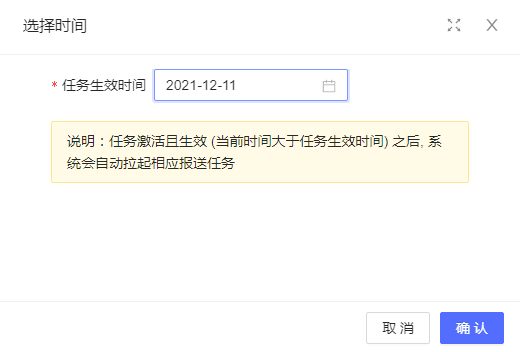 选择时间
* 任务生效时间 2021-12-11
说明：任务激活且生效 (当前时间大于任务生效时间) 之后, 系
统会自动拉起相应报送任务
取 消 确 认